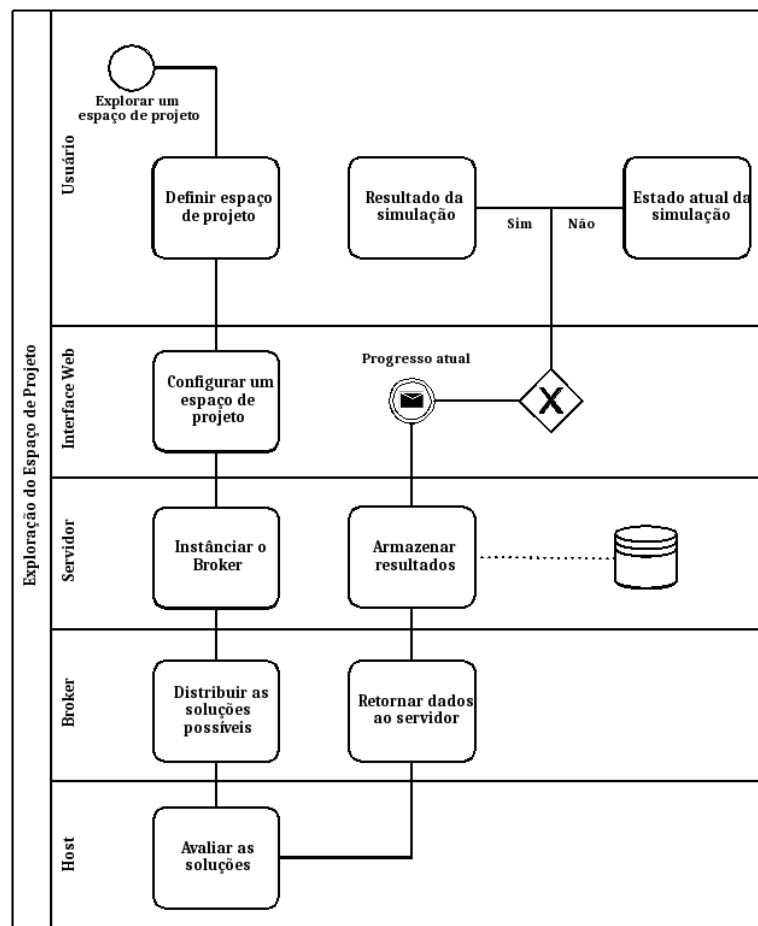 Exploração do Espaço de Projeto
Usuário
Explorar um
espaço de projeto
Definir espaço
de projeto
Resultado da
simulação
Sim
Não
Estado atual da
simulação
Interface Web
Configurar um
espaço de
projeto
Progresso atual
X
Servidor
Instânciar o
Broker
Armazenar
resultados
Broker
Distribuir as
soluções
possíveis
Retornar dados
ao servidor
Host
Avaliar as
soluções